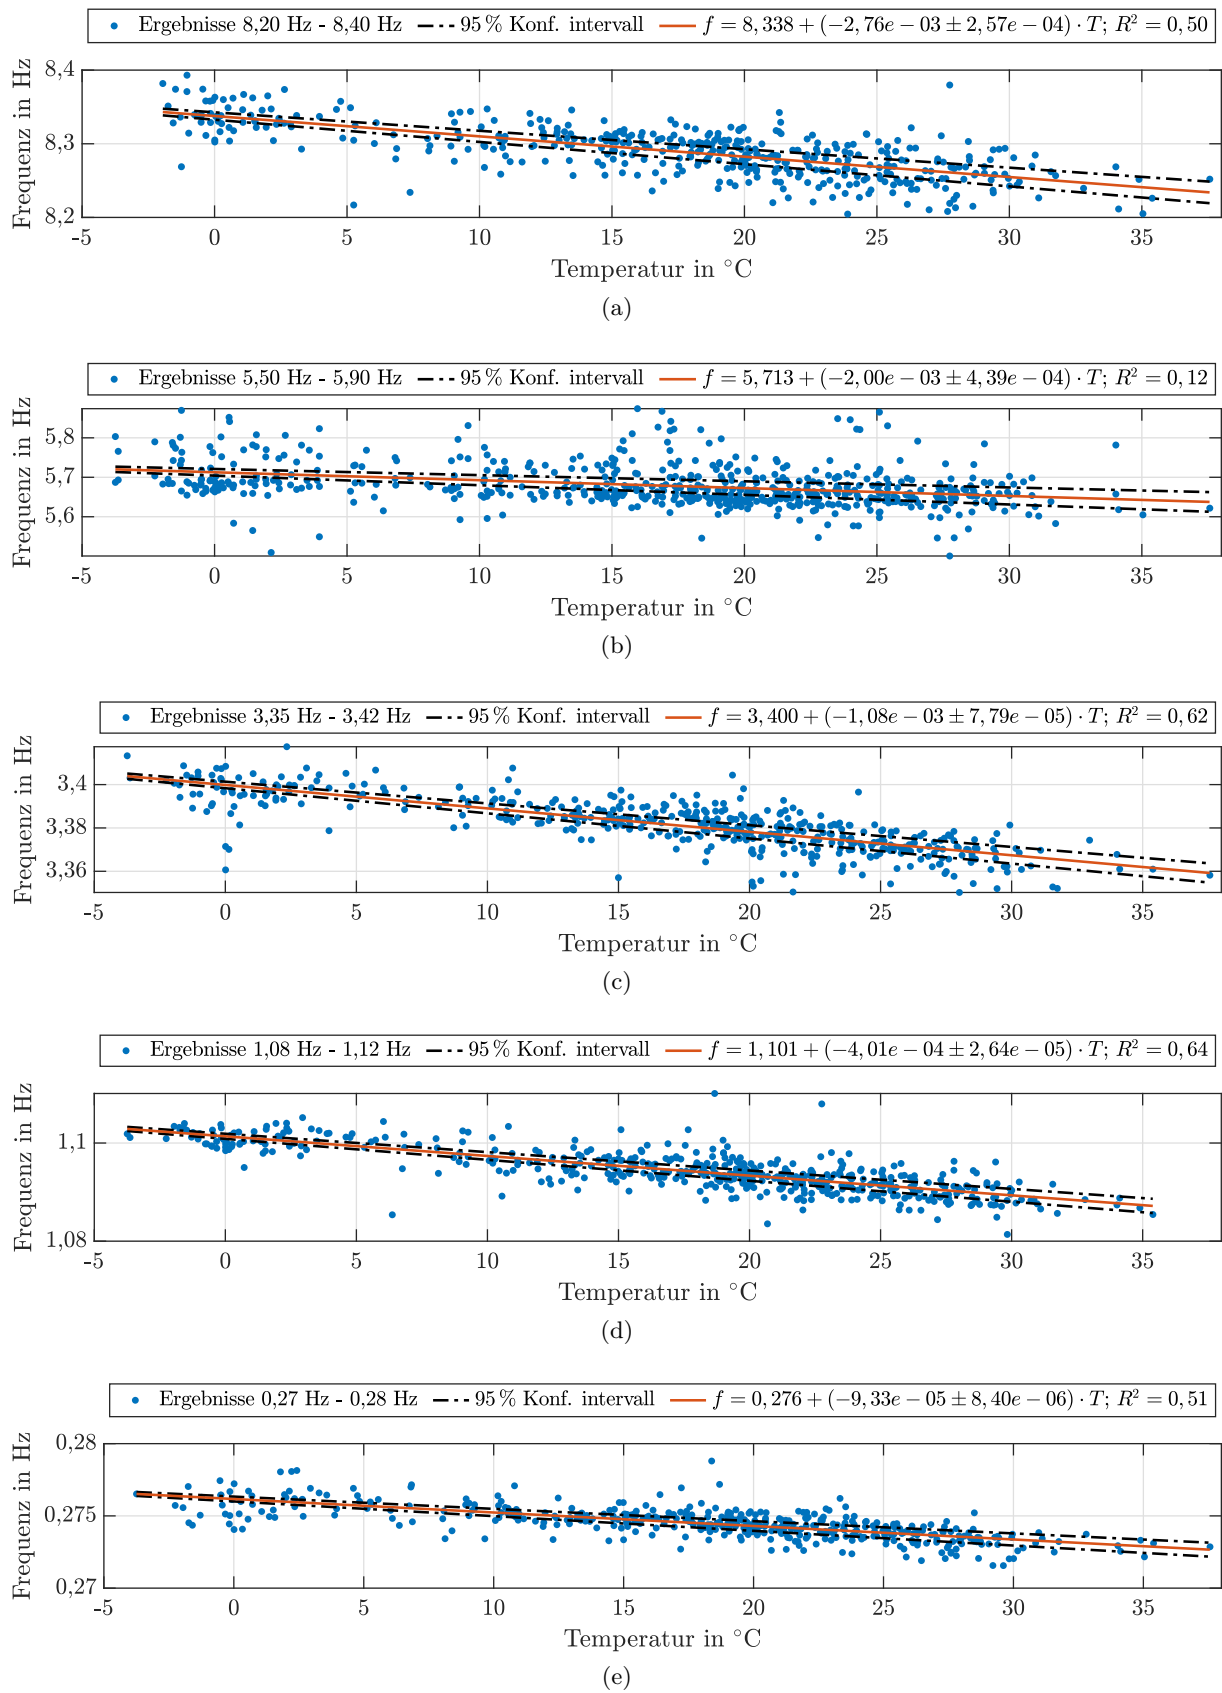 Ergebnisse 8,20 Hz - 8,40 Hz 95 % Konf. intervall f = 8,338 + (−2,76e − 03 ± 2,57e − 04) · T; R² = 0,50
Frequenz in Hz
8,4
8,3
8,2
-5 0 5 10 15 20 25 30 35
Temperatur in °C
(a)
Ergebnisse 5,50 Hz - 5,90 Hz 95 % Konf. intervall f = 5,713 + (−2,00e − 03 ± 4,39e − 04) · T; R² = 0,12
Frequenz in Hz
5,8
5,7
5,6
-5 0 5 10 15 20 25 30 35
Temperatur in °C
(b)
Ergebnisse 3,35 Hz - 3,42 Hz 95 % Konf. intervall f = 3,400 + (−1,08e − 03 ± 7,79e − 05) · T; R² = 0,62
Frequenz in Hz
3,4
3,38
3,36
-5 0 5 10 15 20 25 30 35
Temperatur in °C
(c)
Ergebnisse 1,08 Hz - 1,12 Hz 95 % Konf. intervall f = 1,101 + (−4,01e − 04 ± 2,64e − 05) · T; R² = 0,64
Frequenz in Hz
1,1
1,08
-5 0 5 10 15 20 25 30 35
Temperatur in °C
(d)
Ergebnisse 0,27 Hz - 0,28 Hz 95 % Konf. intervall f = 0,276 + (−9,33e − 05 ± 8,40e − 06) · T; R² = 0,51
Frequenz in Hz
0,28
0,275
0,27
-5 0 5 10 15 20 25 30 35
Temperatur in °C
(e)